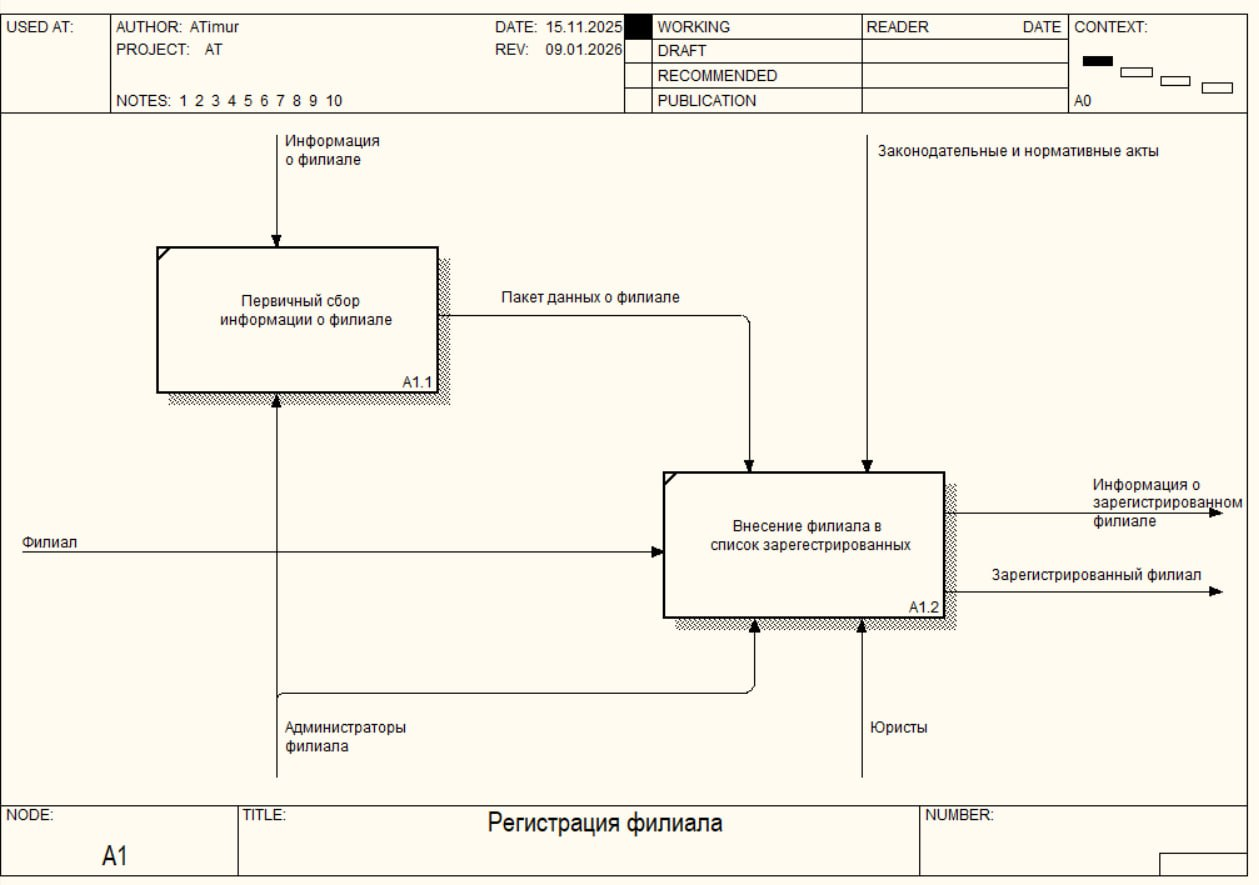 USED AT:
AUTHOR: ATimur
DATE: 15.11.2025
WORKING
READER
DATE
CONTEXT:
PROJECT: AT
REV: 09.01.2026
DRAFT
RECOMMENDED
NOTES: 1 2 3 4 5 6 7 8 9 10
PUBLICATION
A0
Информация
о филиале
Законодательные и нормативные акты
Первичный сбор
информации о филиале
A1.1
Пакет данных о филиале
Информация о
зарегистрированном
филиале
Внесение филиала в
список зарегестрированных
A1.2
Филиал
Зарегистрированный филиал
Администраторы
филиала
Юристы
NODE:
A1
TITLE:
Регистрация филиала
NUMBER: